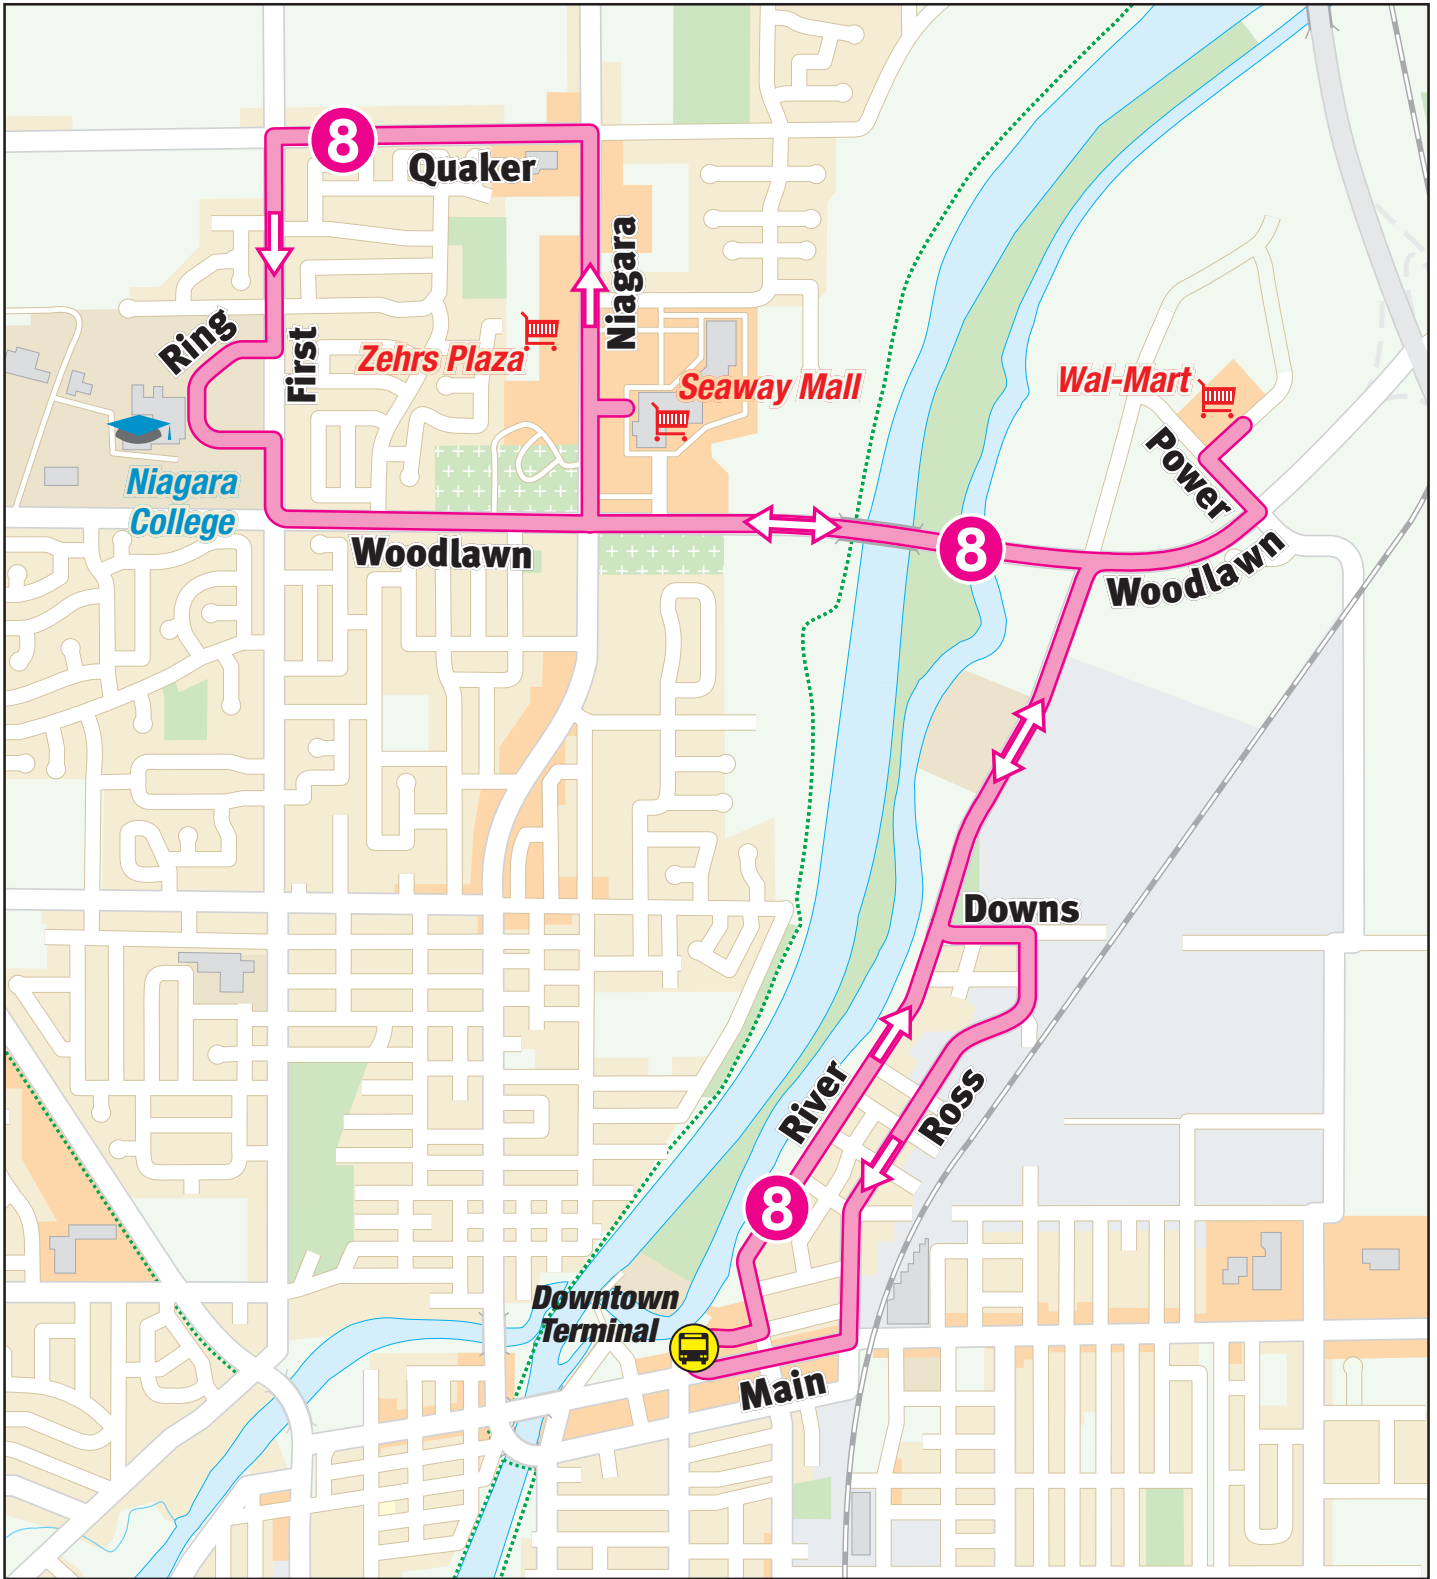 8
Quaker
Niagara
Ring
First
Zehrs Plaza
Seaway Mall
Wal-Mart
Power
Niagara
College
Woodlawn
8
Woodlawn
Downs
River
Ross
8
Downtown
Terminal
Main